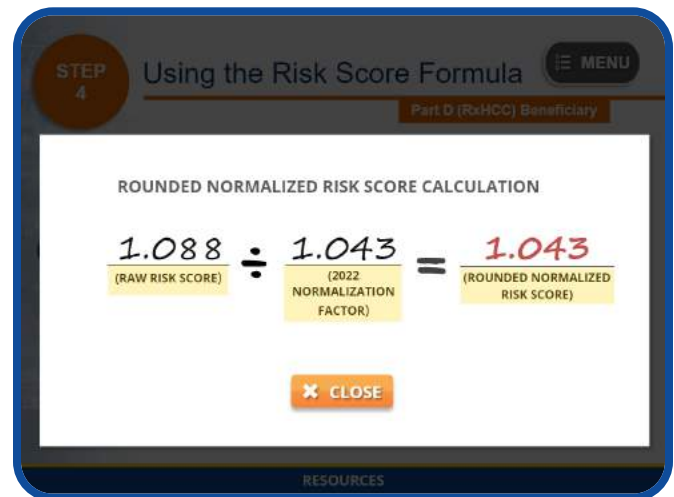 STEP
4
Using the Risk Score Formula
MENU
Part D (RxHCC) Beneficiary
ROUNDED NORMALIZED RISK SCORE CALCULATION
1.088 ÷ 1.043 = 1.043
(RAW RISK SCORE)
(2022
NORMALIZATION
FACTOR)
(ROUNDED NORMALIZED
RISK SCORE)
CLOSE
RESOURCES